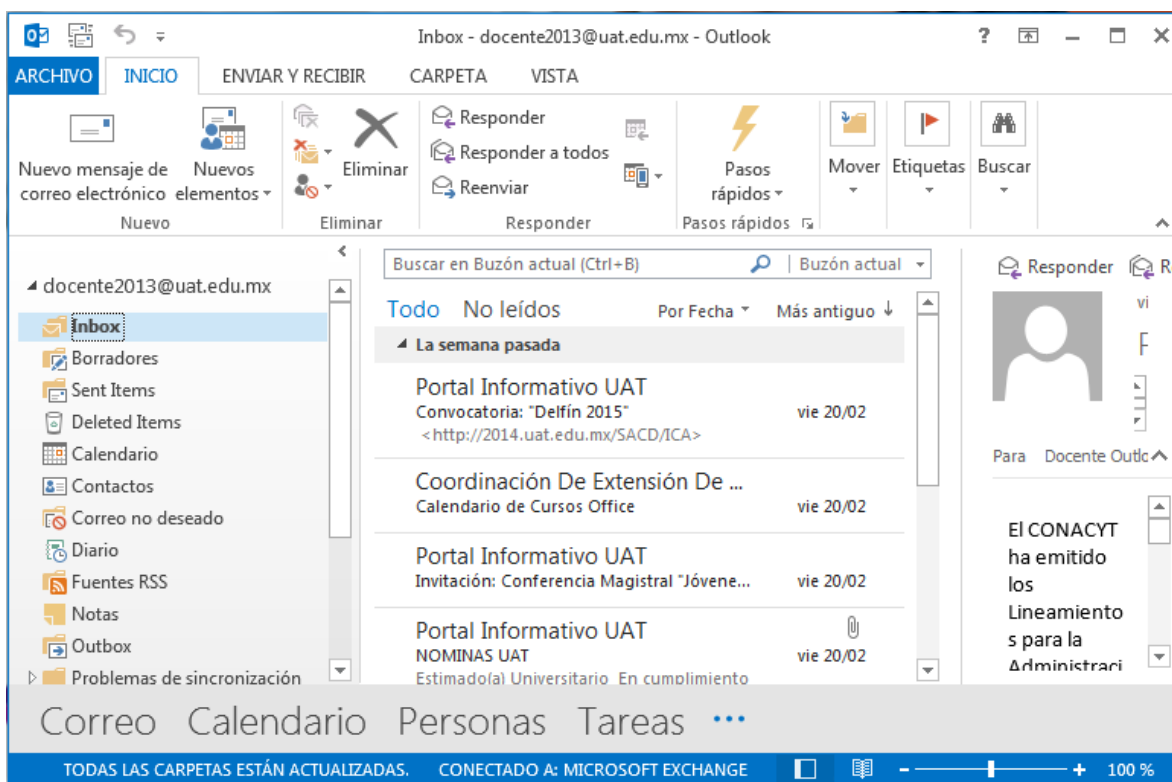 Inbox - docente2013@uat.edu.mx - Outlook
ARCHIVO INICIO ENVIAR Y RECIBIR CARPETA VISTA
Nuevo mensaje de correo electrónico
Nuevos elementos
Nuevo
Eliminar
Eliminar
Responder
Responder a todos
Reenviar
Responder
Pasos rápidos
Pasos rápidos
Mover
Etiquetas
Buscar
docente2013@uat.edu.mx
Inbox
Borradores
Sent Items
Deleted Items
Calendario
Contactos
Correo no deseado
Diario
Fuentes RSS
Notas
Outbox
Problemas de sincronización
Buscar en Buzón actual (Ctrl+B) Buzón actual
Todo No leídos Por Fecha Más antiguo
La semana pasada
Portal Informativo UAT
Convocatoria: "Delfín 2015" vie 20/02
<http://2014.uat.edu.mx/SACD/ICA>
Coordinación De Extensión De ...
Calendario de Cursos Office vie 20/02
Portal Informativo UAT
Invitación: Conferencia Magistral "Jóvene... vie 20/02
Portal Informativo UAT
NOMINAS UAT vie 20/02
Estimado(a) Universitario En cumplimiento
Responder R
vi
Para Docente Outlc
El CONACYT
ha emitido
los
Lineamiento
s para la
Administraci
Correo Calendario Personas Tareas ...
TODAS LAS CARPETAS ESTÁN ACTUALIZADAS. CONECTADO A: MICROSOFT EXCHANGE 100 %